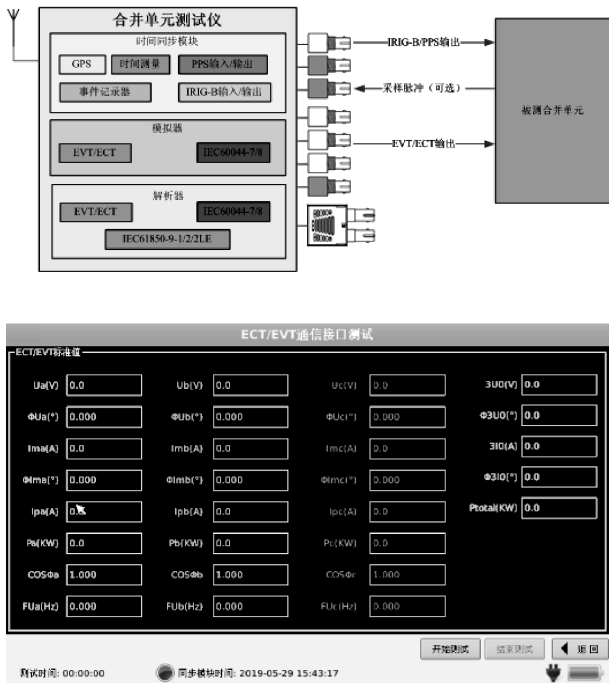 合并单元测试仪
时间同步模块
GPS 时间测量 PPS输入/输出
事件记录器 IRIG-B输入/输出
模拟器
EVT/ECT IEC60044-7/8
解析器
EVT/ECT IEC60044-7/8
IEC61850-9-1/2/2LE
IRIG-B/PPS输出
采样脉冲（可选）
EVT/ECT输出
被测合并单元
ECT/EVT通信接口测试
ECT/EVT标准值
Ua(V) 0.0 Ub(V) 0.0 Uc(V) 0.0 3U0(V) 0.0
ΦUa(°) 0.000 ΦUb(°) 0.000 ΦUc(°) 0.000 Φ3U0(°) 0.0
Ima(A) 0.0 Imb(A) 0.0 Imc(A) 0.0 3I0(A) 0.0
ΦIma(°) 0.000 ΦImb(°) 0.000 ΦImc(°) 0.000 Φ3I0(°) 0.0
Ipa(A) Ipb(A) 0.0 Ipc(A) 0.0 Ptotal(KW) 0.0
Pa(KW) 0.0 Pb(KW) 0.0 Pc(KW) 0.0
COSΦa 1.000 COSΦb 1.000 COSΦc 1.000
FUa(Hz) 0.000 FUb(Hz) 0.000 FUc(Hz) 0.000
开始测试 结束测试 返回
测试时间: 00:00:00 同步模块时间: 2019-05-29 15:43:17